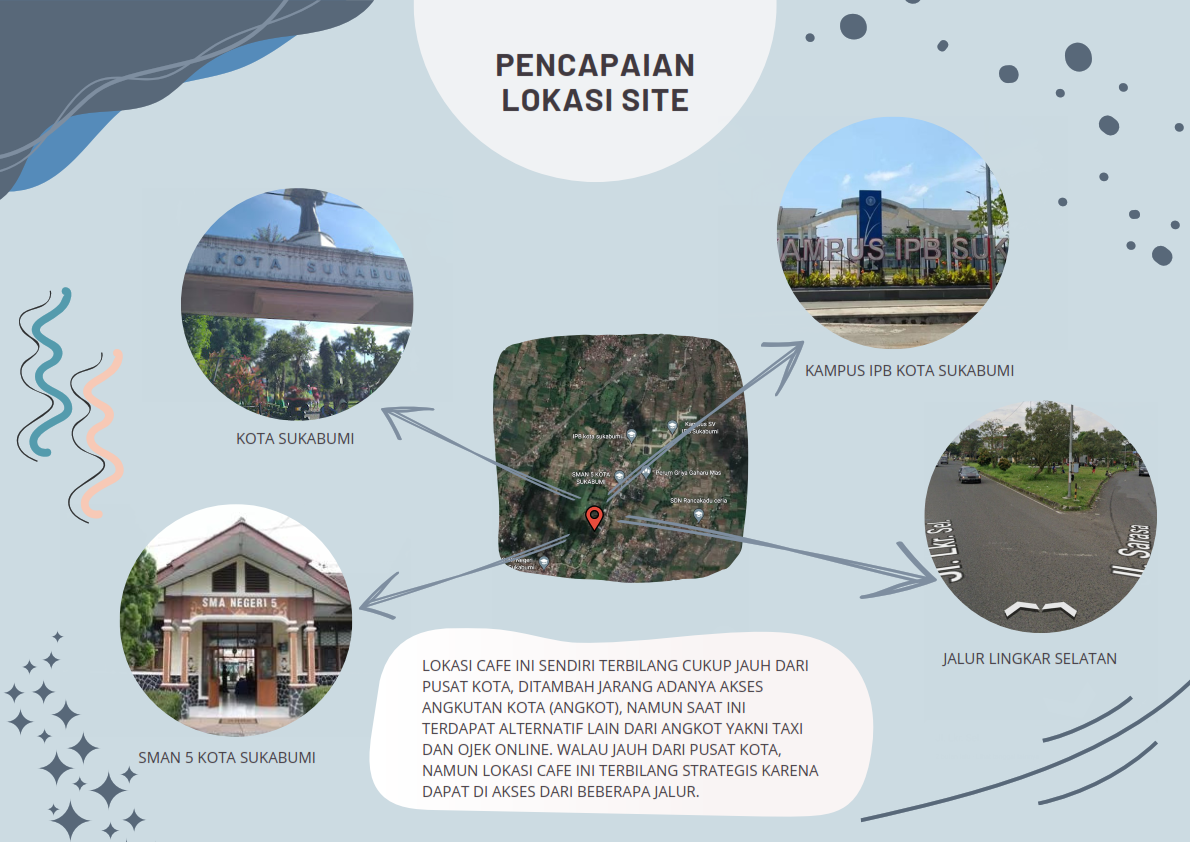 PENCAPAIAN
LOKASI SITE
KOTA SUKABUMI
KAMPUS IPB SUK
KAMPUS IPB KOTA SUKABUMI
KOTA SUKABUMI
IPB kota sukabumi
Kampus SV
IPB Sukabumi
SMAN 5 KOTA
SUKABUMI
Perum Griya Gaharu Mas
SDN Rancakadu ceria
Negeri
Sukabumi
Jl. Lkr. Sel.
Jl. Sarasa
SMA NEGERI 5
JALUR LINGKAR SELATAN
SMAN 5 KOTA SUKABUMI
LOKASI CAFE INI SENDIRI TERBILANG CUKUP JAUH DARI
PUSAT KOTA, DITAMBAH JARANG ADANYA AKSES
ANGKUTAN KOTA (ANGKOT), NAMUN SAAT INI
TERDAPAT ALTERNATIF LAIN DARI ANGKOT YAKNI TAXI
DAN OJEK ONLINE. WALAU JAUH DARI PUSAT KOTA,
NAMUN LOKASI CAFE INI TERBILANG STRATEGIS KARENA
DAPAT DI AKSES DARI BEBERAPA JALUR.